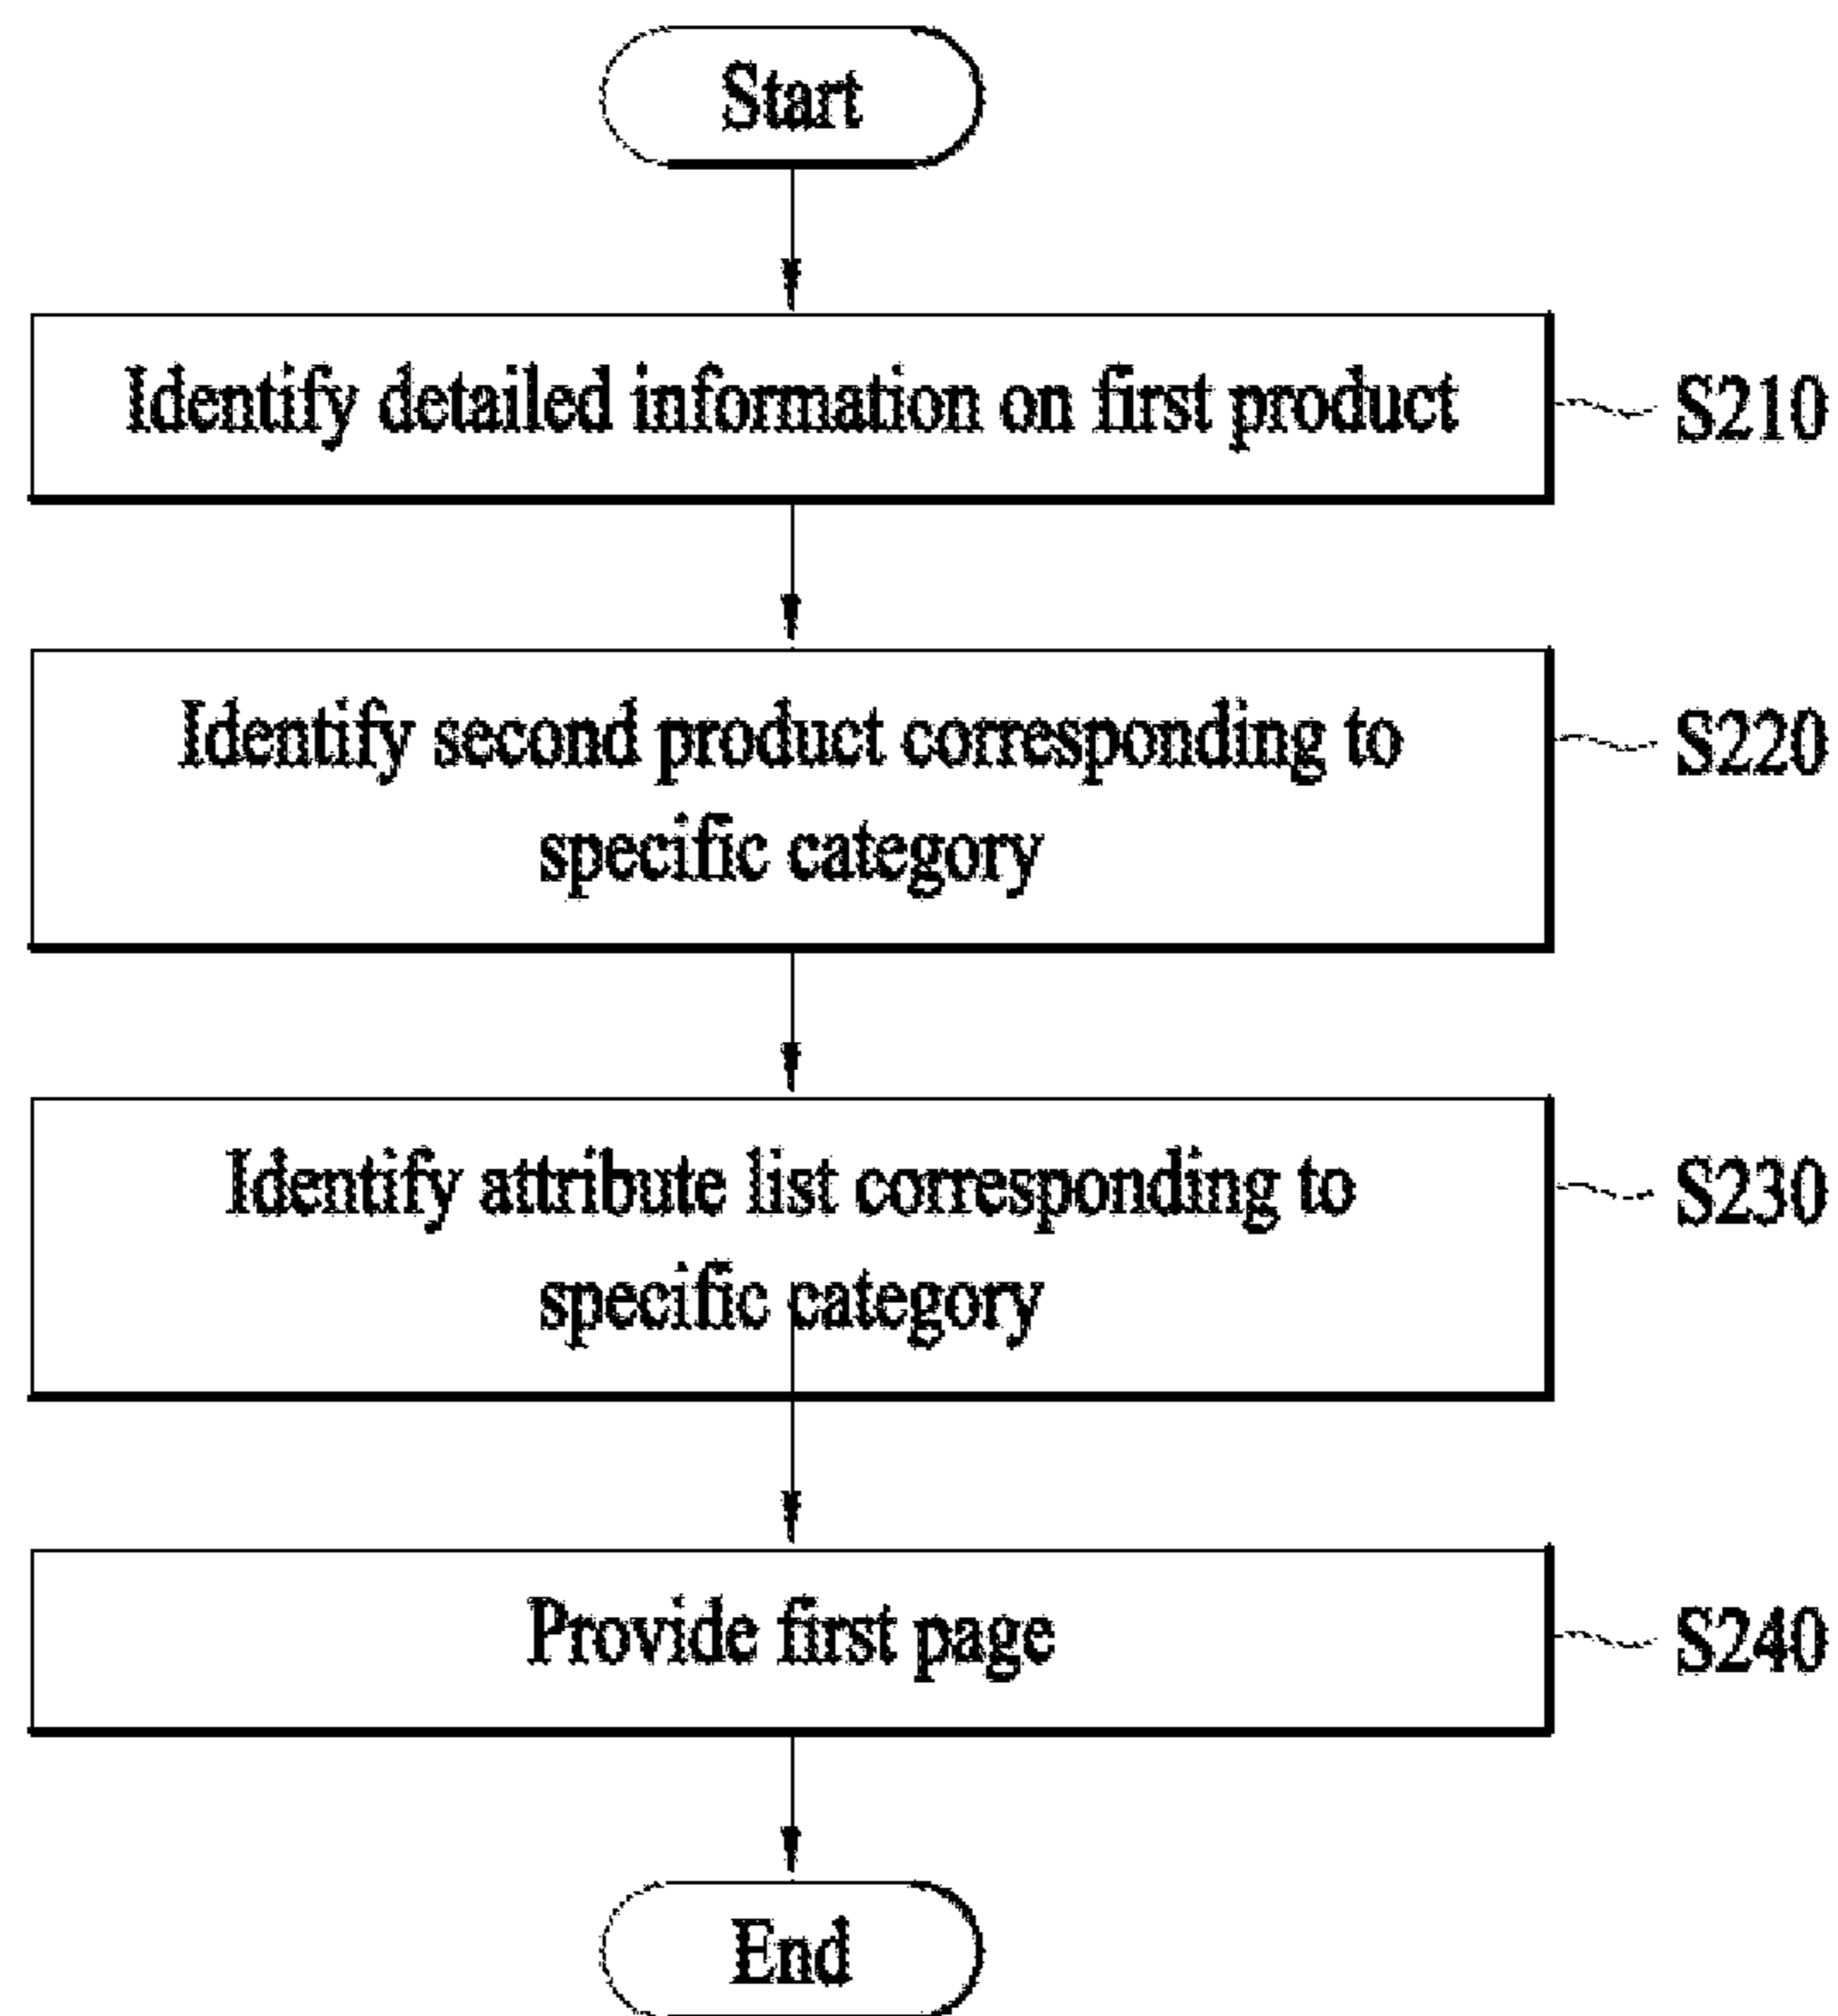 Start
Identify detailed information on first product
S210
Identify second product corresponding to
specific category
S220
Identify attribute list corresponding to
specific category
S230
Provide first page
S240
End